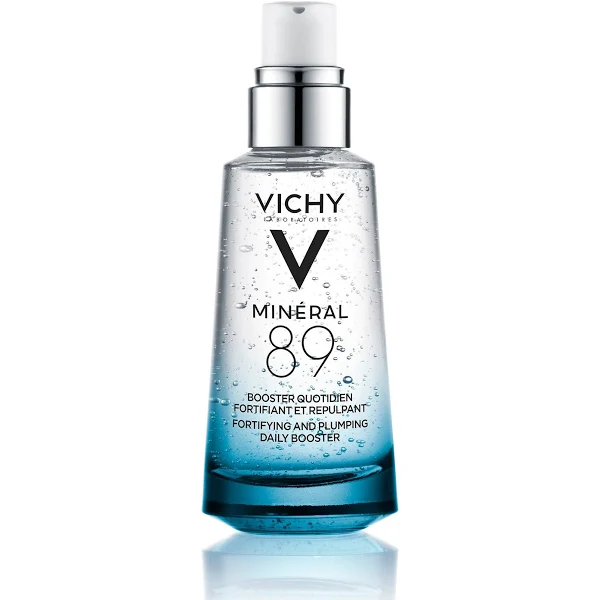 VICHY
LABORATOIRES
V
MINÉRAL
89
BOOSTER QUOTIDIEN
FORTIFIANT ET REPULPANT
FORTIFYING AND PLUMPING
DAILY BOOSTER